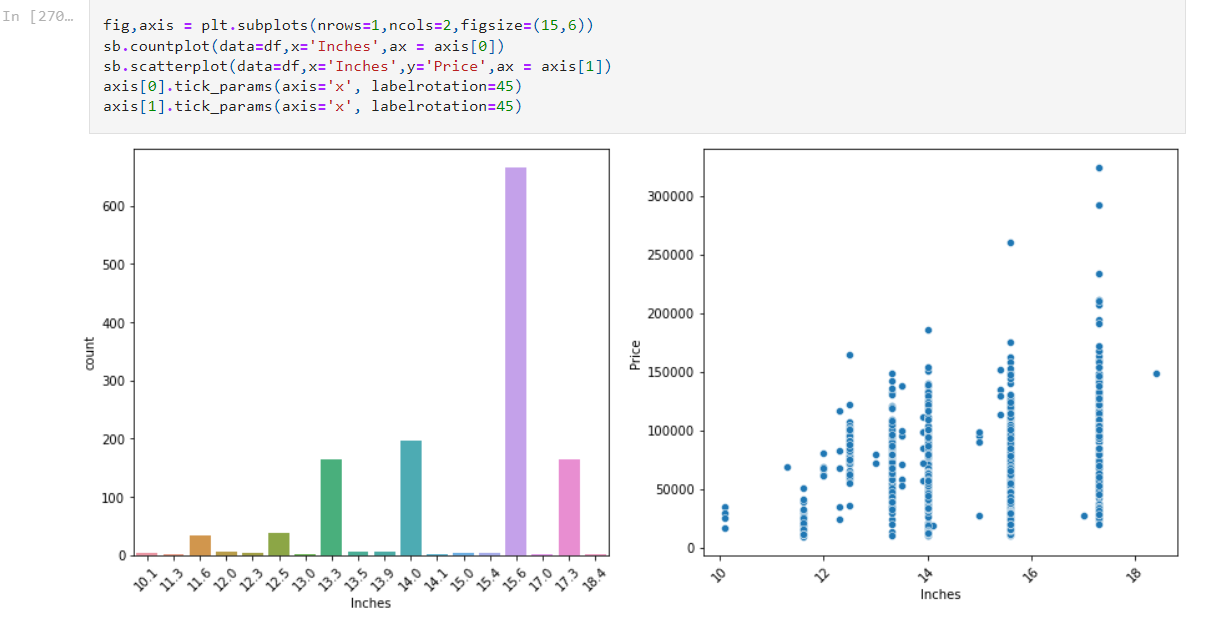 In [270…
fig,axis = plt.subplots(nrows=1,ncols=2,figsize=(15,6))
sb.countplot(data=df,x='Inches',ax = axis[0])
sb.scatterplot(data=df,x='Inches',y='Price',ax = axis[1])
axis[0].tick_params(axis='x', labelrotation=45)
axis[1].tick_params(axis='x', labelrotation=45)
600
500
400
300
200
100
0
count
10.1 11.3 11.6 12.0 12.3 12.5 13.0 13.3 13.5 13.9 14.0 14.1 15.0 15.4 15.6 17.0 17.3 18.4
Inches
300000
250000
200000
150000
100000
50000
0
Price
10 12 14 16 18
Inches